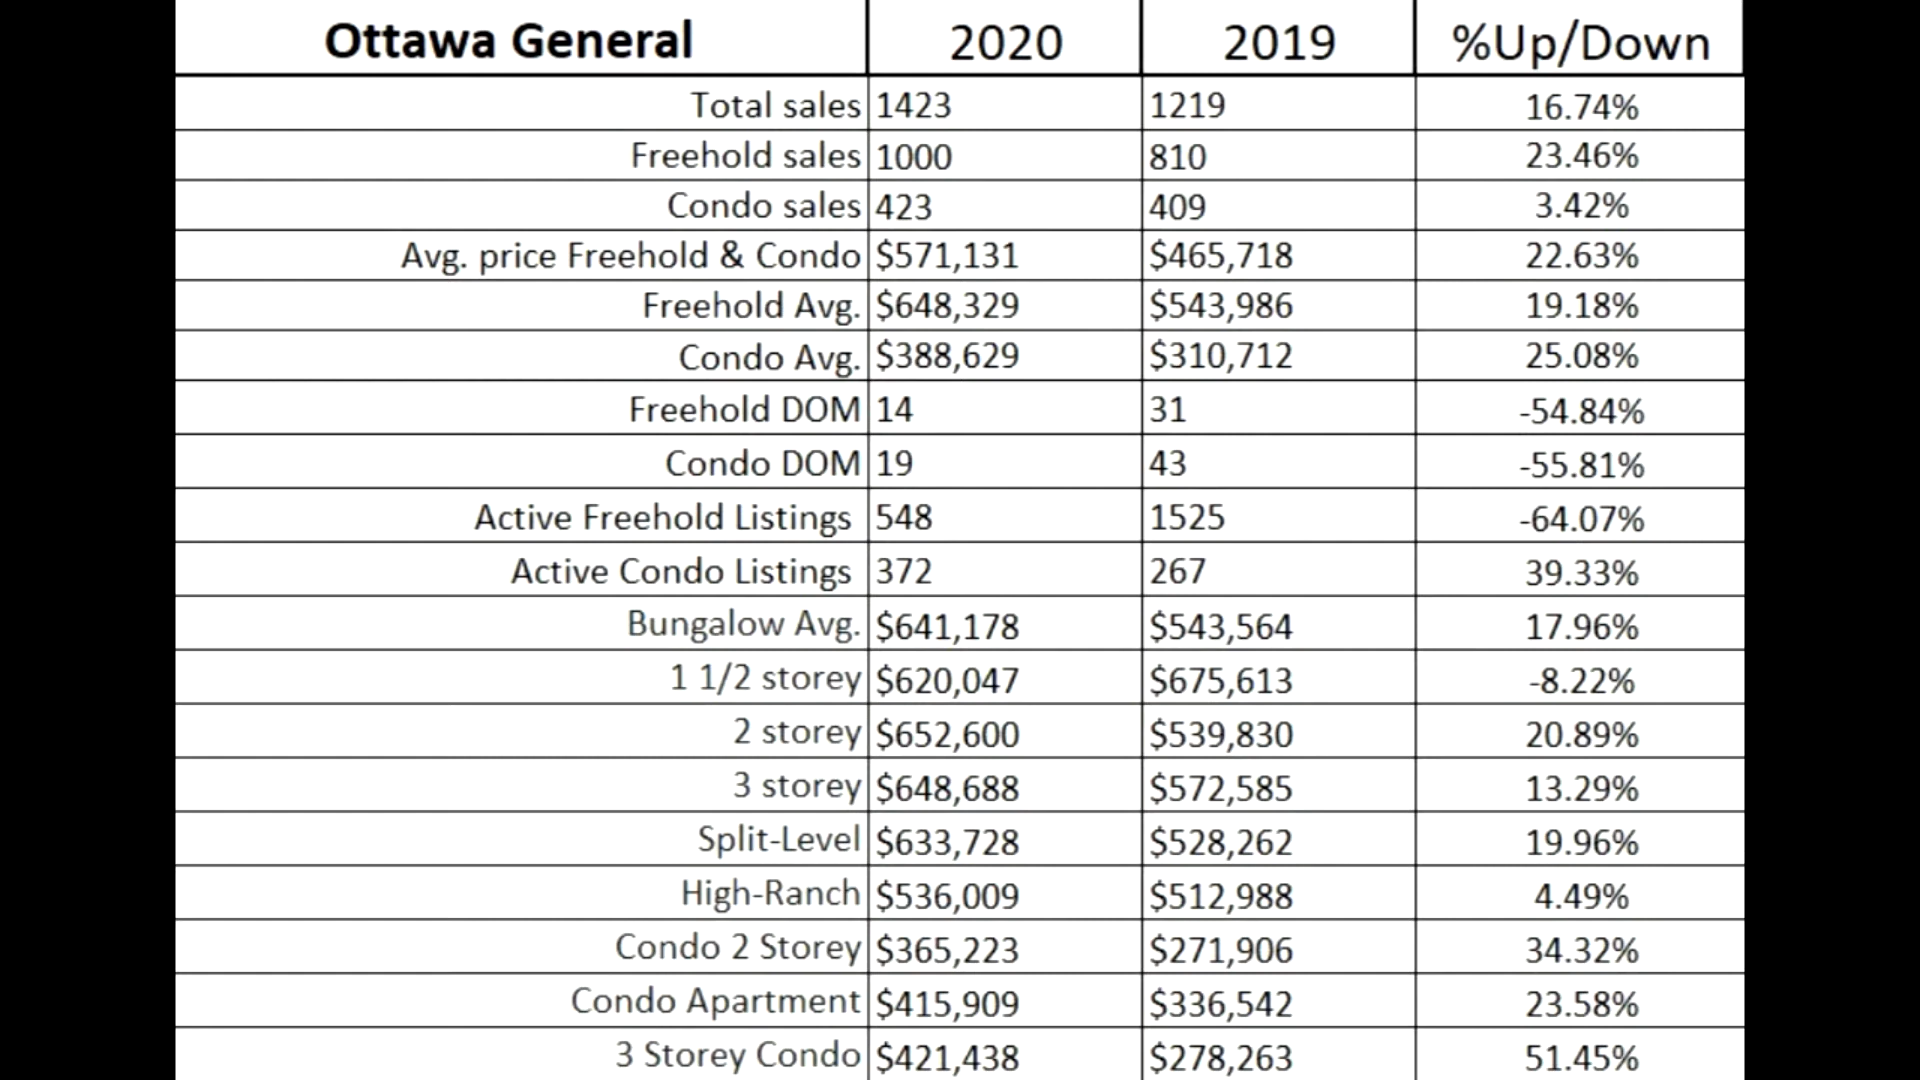 Ottawa General 2020 2019 %Up/Down
Total sales 1423 1219 16.74%
Freehold sales 1000 810 23.46%
Condo sales 423 409 3.42%
Avg. price Freehold & Condo $571,131 $465,718 22.63%
Freehold Avg. $648,329 $543,986 19.18%
Condo Avg. $388,629 $310,712 25.08%
Freehold DOM 14 31 -54.84%
Condo DOM 19 43 -55.81%
Active Freehold Listings 548 1525 -64.07%
Active Condo Listings 372 267 39.33%
Bungalow Avg. $641,178 $543,564 17.96%
1 1/2 storey $620,047 $675,613 -8.22%
2 storey $652,600 $539,830 20.89%
3 storey $648,688 $572,585 13.29%
Split-Level $633,728 $528,262 19.96%
High-Ranch $536,009 $512,988 4.49%
Condo 2 Storey $365,223 $271,906 34.32%
Condo Apartment $415,909 $336,542 23.58%
3 Storey Condo $421,438 $278,263 51.45%